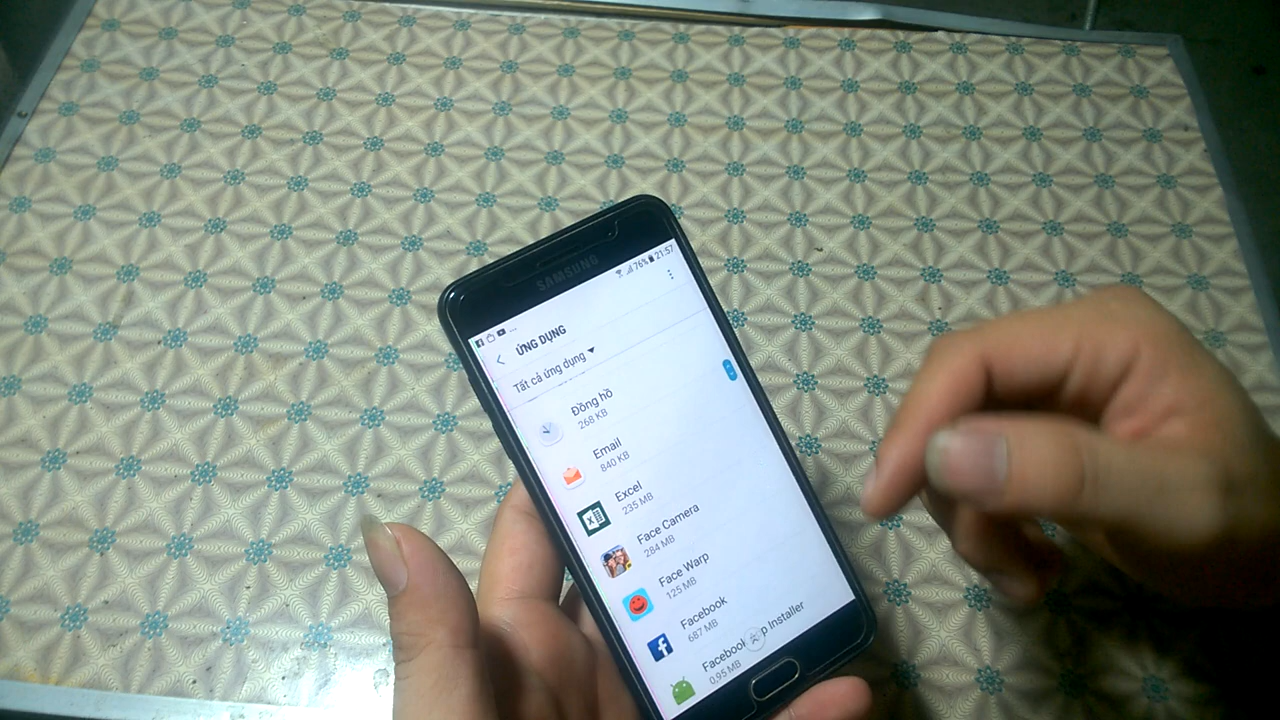 SAMSUNG
76% 21:57
ỨNG DỤNG
Tất cả ứng dụng
Đồng hồ
268 KB
Email
840 KB
Excel
235 MB
Face Camera
284 MB
Face Warp
125 MB
Facebook
687 MB
Facebook Installer
0,95 MB